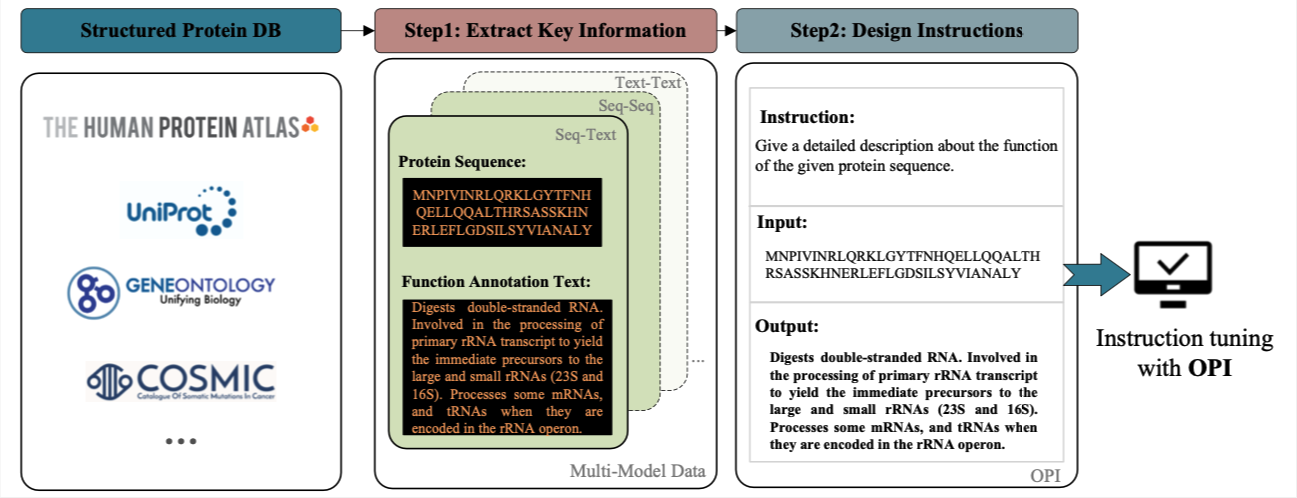 Structured Protein DB
Step1: Extract Key Information
Step2: Design Instructions
THE HUMAN PROTEIN ATLAS
UniProt
GENEONTOLOGY
Unifying Biology
COSMIC
Catalogue Of Somatic Mutations In Cancer
...
Text-Text
Seq-Seq
Seq-Text
Protein Sequence:
MNPIVINRLQRKLGYTFNH
QELLQQALTHRSASSKHN
ERLEFLGDSILSYVIANALY
Function Annotation Text:
Digests double-stranded RNA.
Involved in the processing of
primary rRNA transcript to yield
the immediate precursors to the
large and small rRNAs (23S and
16S). Processes some mRNAs,
and tRNAs when they are
encoded in the rRNA operon.
...
Multi-Model Data
Instruction:
Give a detailed description about the function
of the given protein sequence.
Input:
MNPIVINRLQRKLGYTFNHQELLQQALTH
RSASSKHNERLEFLGDSILSYVIANALY
Output:
Digests double-stranded RNA. Involved in
the processing of primary rRNA transcript
to yield the immediate precursors to the
large and small rRNAs (23S and 16S).
Processes some mRNAs, and tRNAs when
they are encoded in the rRNA operon.
OPI
Instruction tuning
with OPI